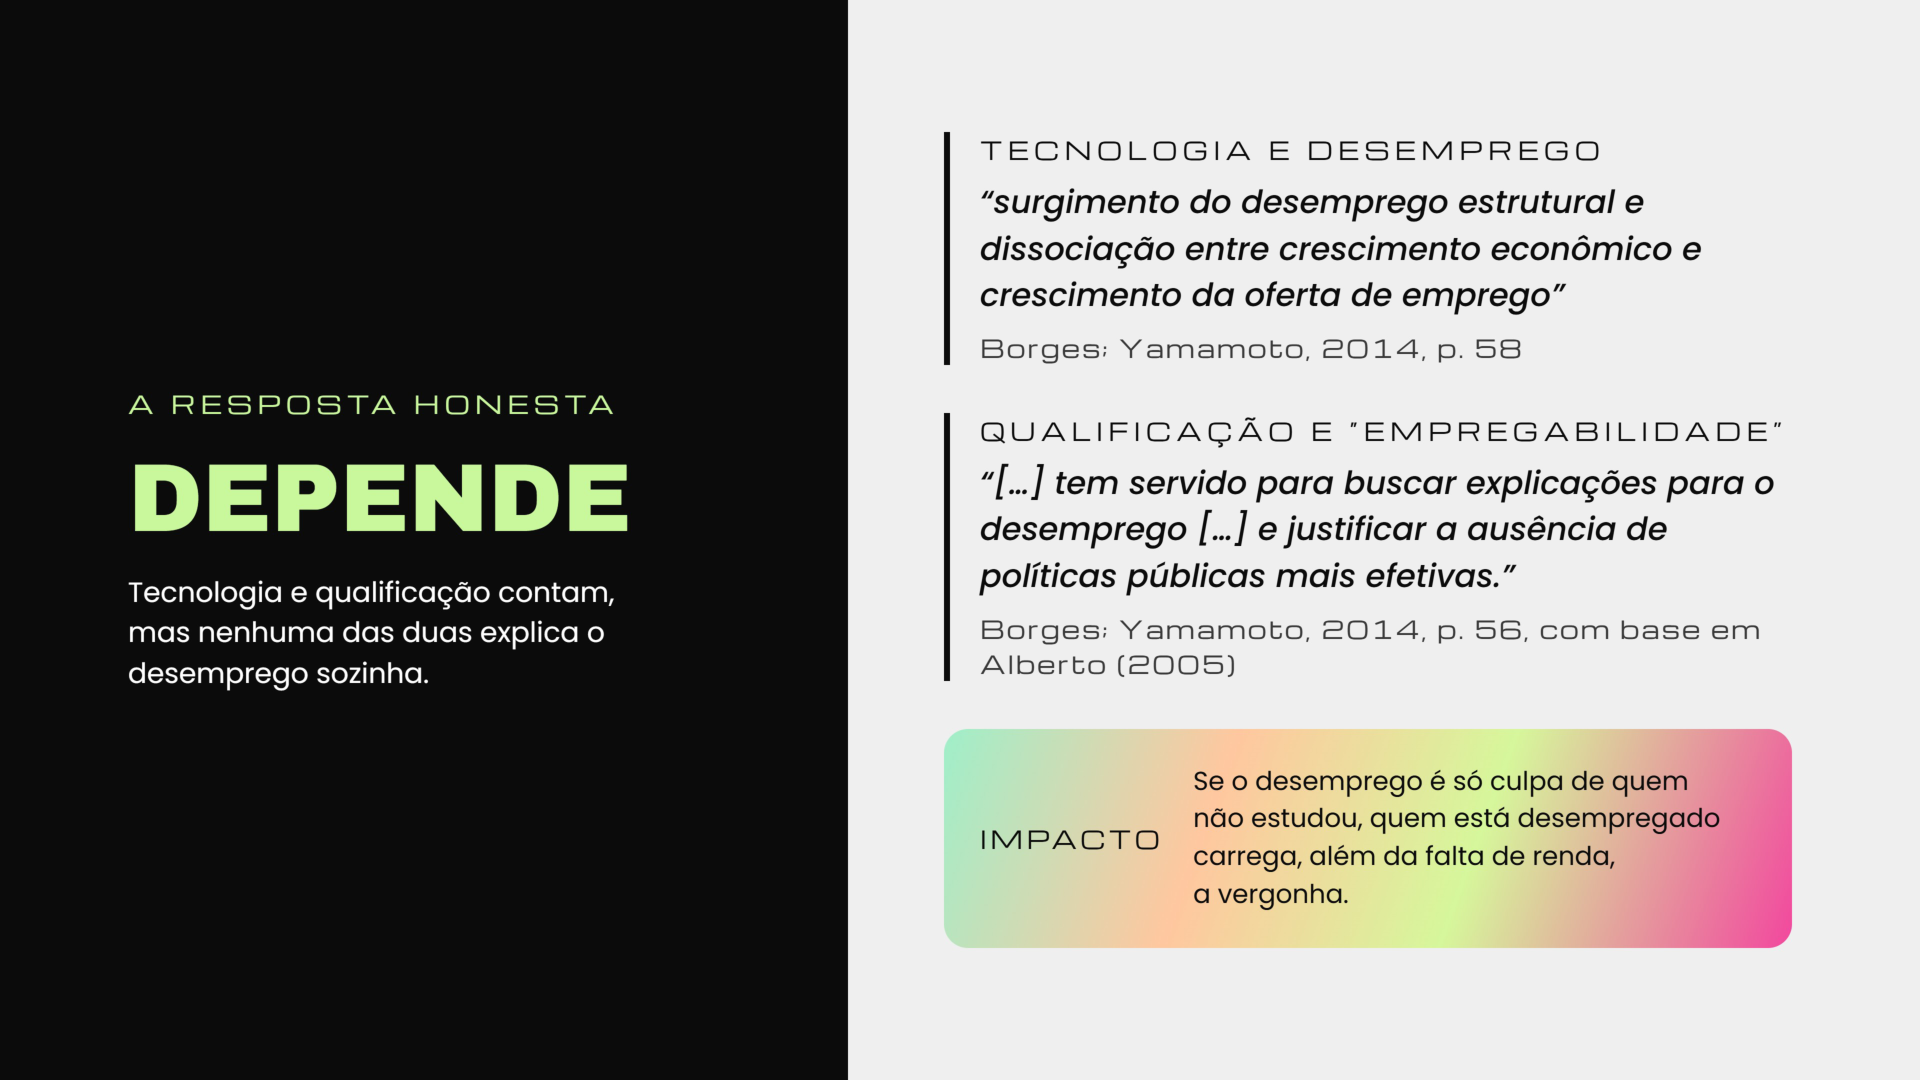 A RESPOSTA HONESTA
DEPENDE
Tecnologia e qualificação contam,
mas nenhuma das duas explica o
desemprego sozinha.
TECNOLOGIA E DESEMPREGO
“surgimento do desemprego estrutural e
dissociação entre crescimento econômico e
crescimento da oferta de emprego”
Borges; Yamamoto, 2014, p. 58
QUALIFICAÇÃO E "EMPREGABILIDADE"
“[…] tem servido para buscar explicações para o
desemprego […] e justificar a ausência de
políticas públicas mais efetivas.”
Borges; Yamamoto, 2014, p. 56, com base em
Alberto (2005)
IMPACTO
Se o desemprego é só culpa de quem
não estudou, quem está desempregado
carrega, além da falta de renda,
a vergonha.